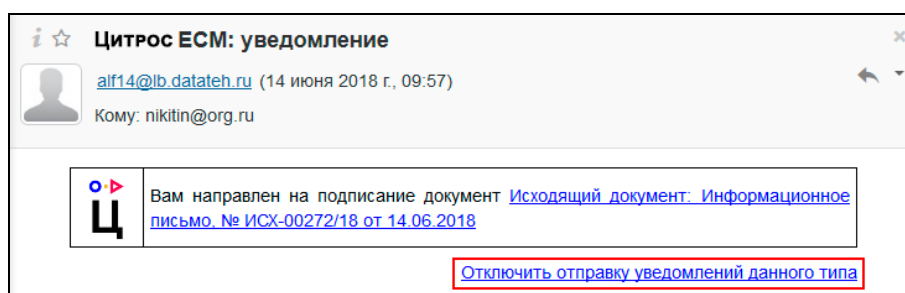 Цитрос ECM: уведомление
alf14@lb.datateh.ru (14 июня 2018 г., 09:57)
Кому: nikitin@org.ru
Вам направлен на подписание документ Исходящий документ: Информационное
письмо, № ИСХ-00272/18 от 14.06.2018
Отключить отправку уведомлений данного типа